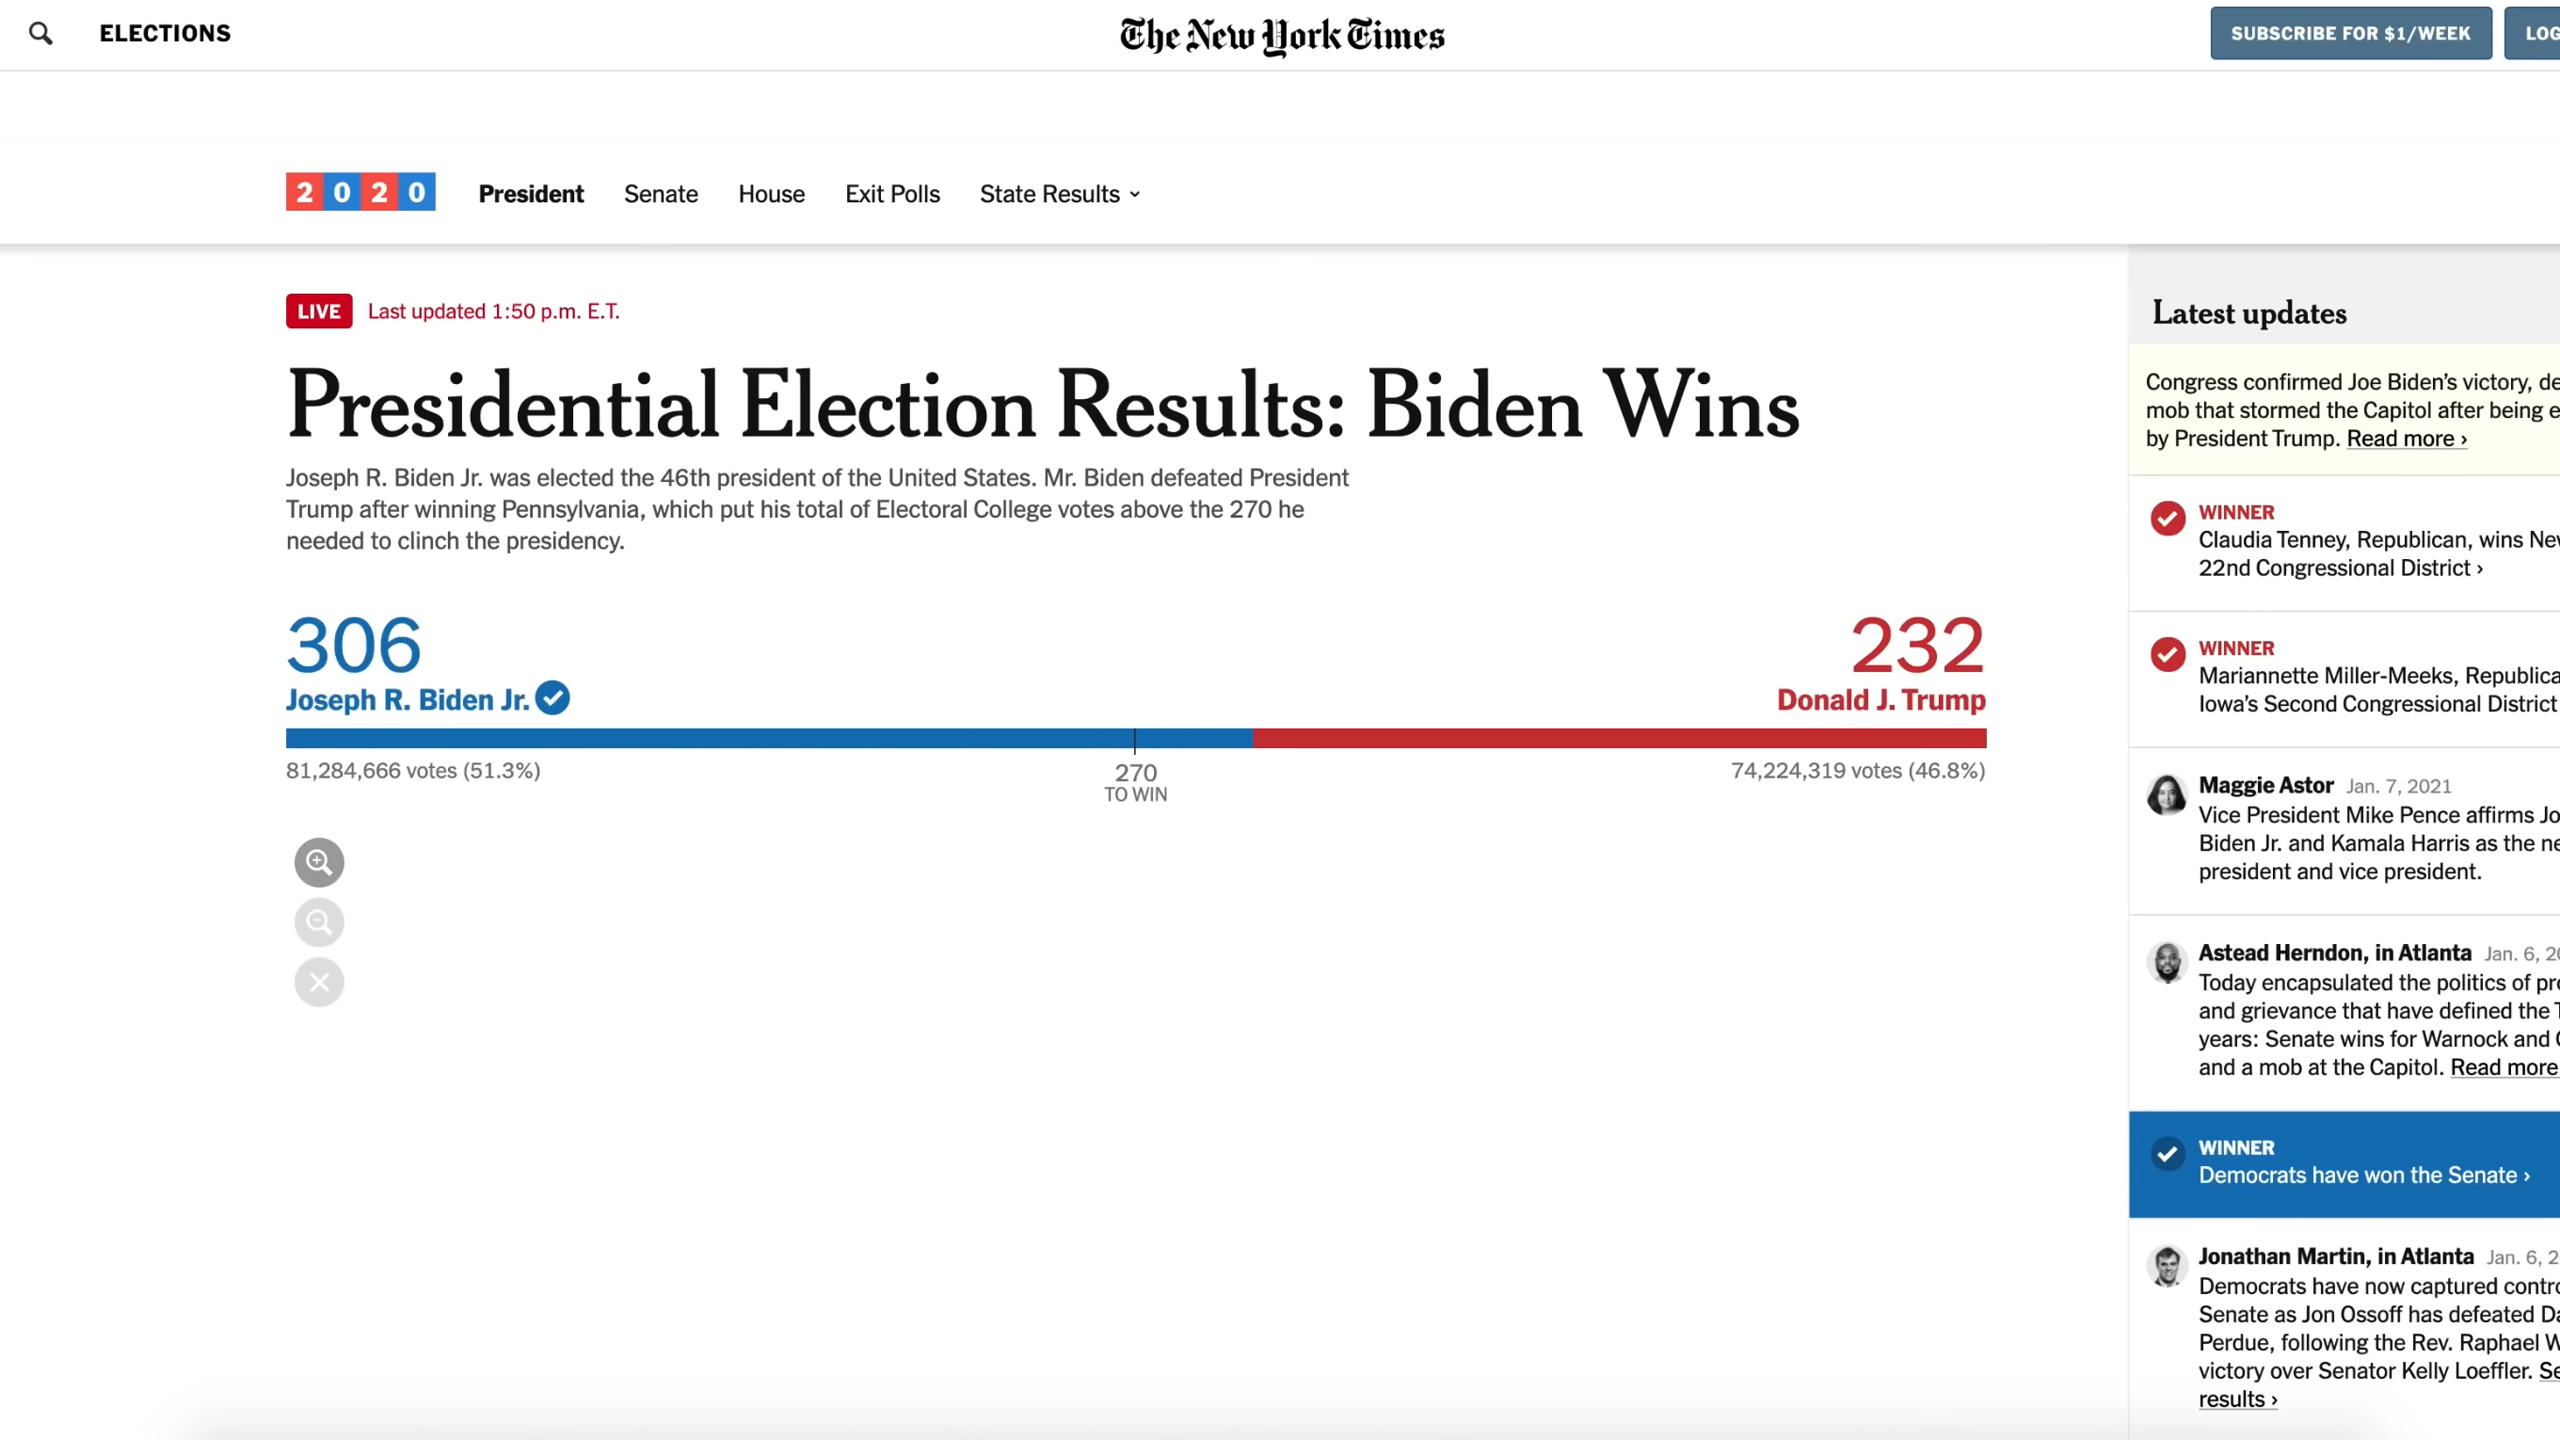 ELECTIONS
The New York Times
SUBSCRIBE FOR $1/WEEK
2020
President
Senate
House
Exit Polls
State Results
LIVE Last updated 1:50 p.m. E.T.
Presidential Election Results: Biden Wins
Joseph R. Biden Jr. was elected the 46th president of the United States. Mr. Biden defeated President
Trump after winning Pennsylvania, which put his total of Electoral College votes above the 270 he
needed to clinch the presidency.
306
Joseph R. Biden Jr.
232
Donald J. Trump
81,284,666 votes (51.3%)
270
TO WIN
74,224,319 votes (46.8%)
Latest updates
Congress confirmed Joe Biden’s victory,
mob that stormed the Capitol after being
by President Trump. Read more ›
WINNER
Claudia Tenney, Republican, wins
22nd Congressional District ›
WINNER
Mariannette Miller-Meeks,
Iowa’s Second Congressional District
Maggie Astor Jan. 7, 2021
Vice President Mike Pence affirms
Biden Jr. and Kamala Harris as the
president and vice president.
Astead Herndon, in Atlanta Jan. 6,
Today encapsulated the politics of
and grievance that have defined the
years: Senate wins for Warnock and
and a mob at the Capitol. Read more
WINNER
Democrats have won the Senate ›
Jonathan Martin, in Atlanta Jan. 6,
Democrats have now captured
Senate as Jon Ossoff has defeated
Perdue, following the Rev. Raphael
victory over Senator Kelly Loeffler.
results ›